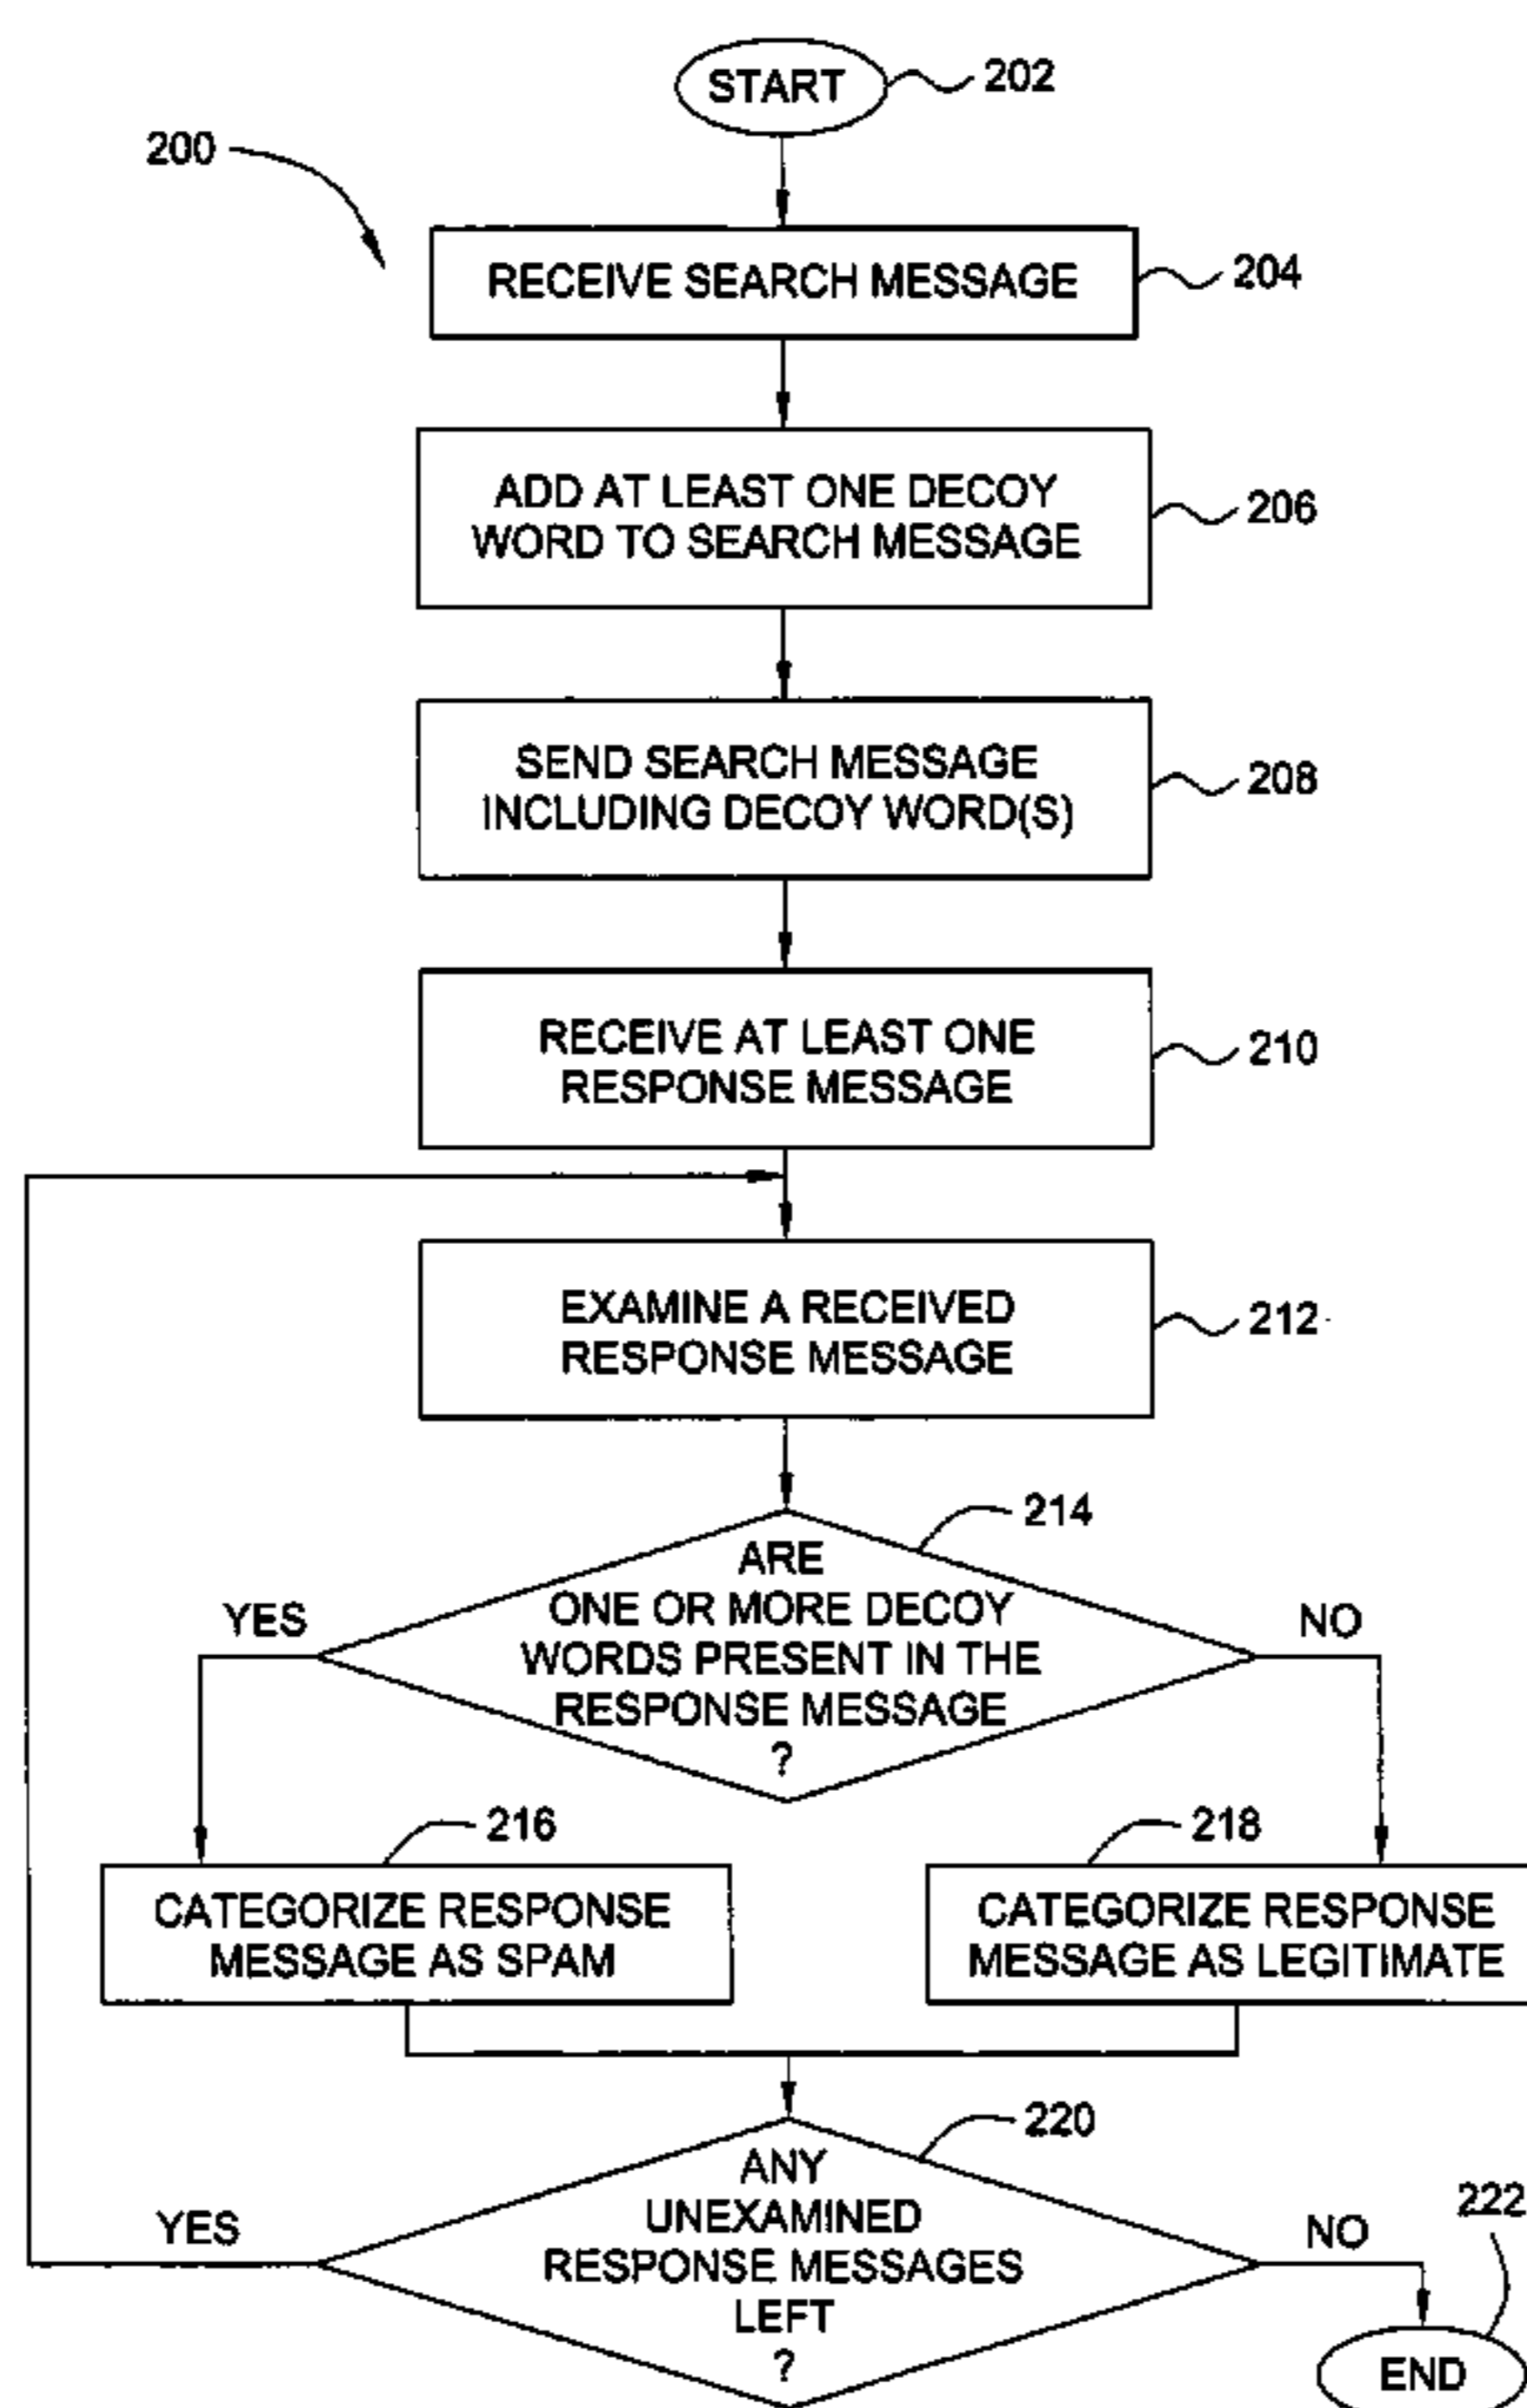 START
202
200
RECEIVE SEARCH MESSAGE
204
ADD AT LEAST ONE DECOY
WORD TO SEARCH MESSAGE
206
SEND SEARCH MESSAGE
INCLUDING DECOY WORD(S)
208
RECEIVE AT LEAST ONE
RESPONSE MESSAGE
210
EXAMINE A RECEIVED
RESPONSE MESSAGE
212
214
ARE
ONE OR MORE DECOY
WORDS PRESENT IN THE
RESPONSE MESSAGE
?
YES
NO
216
CATEGORIZE RESPONSE
MESSAGE AS SPAM
218
CATEGORIZE RESPONSE
MESSAGE AS LEGITIMATE
220
ANY
UNEXAMINED
RESPONSE MESSAGES
LEFT
?
YES
NO
222
END